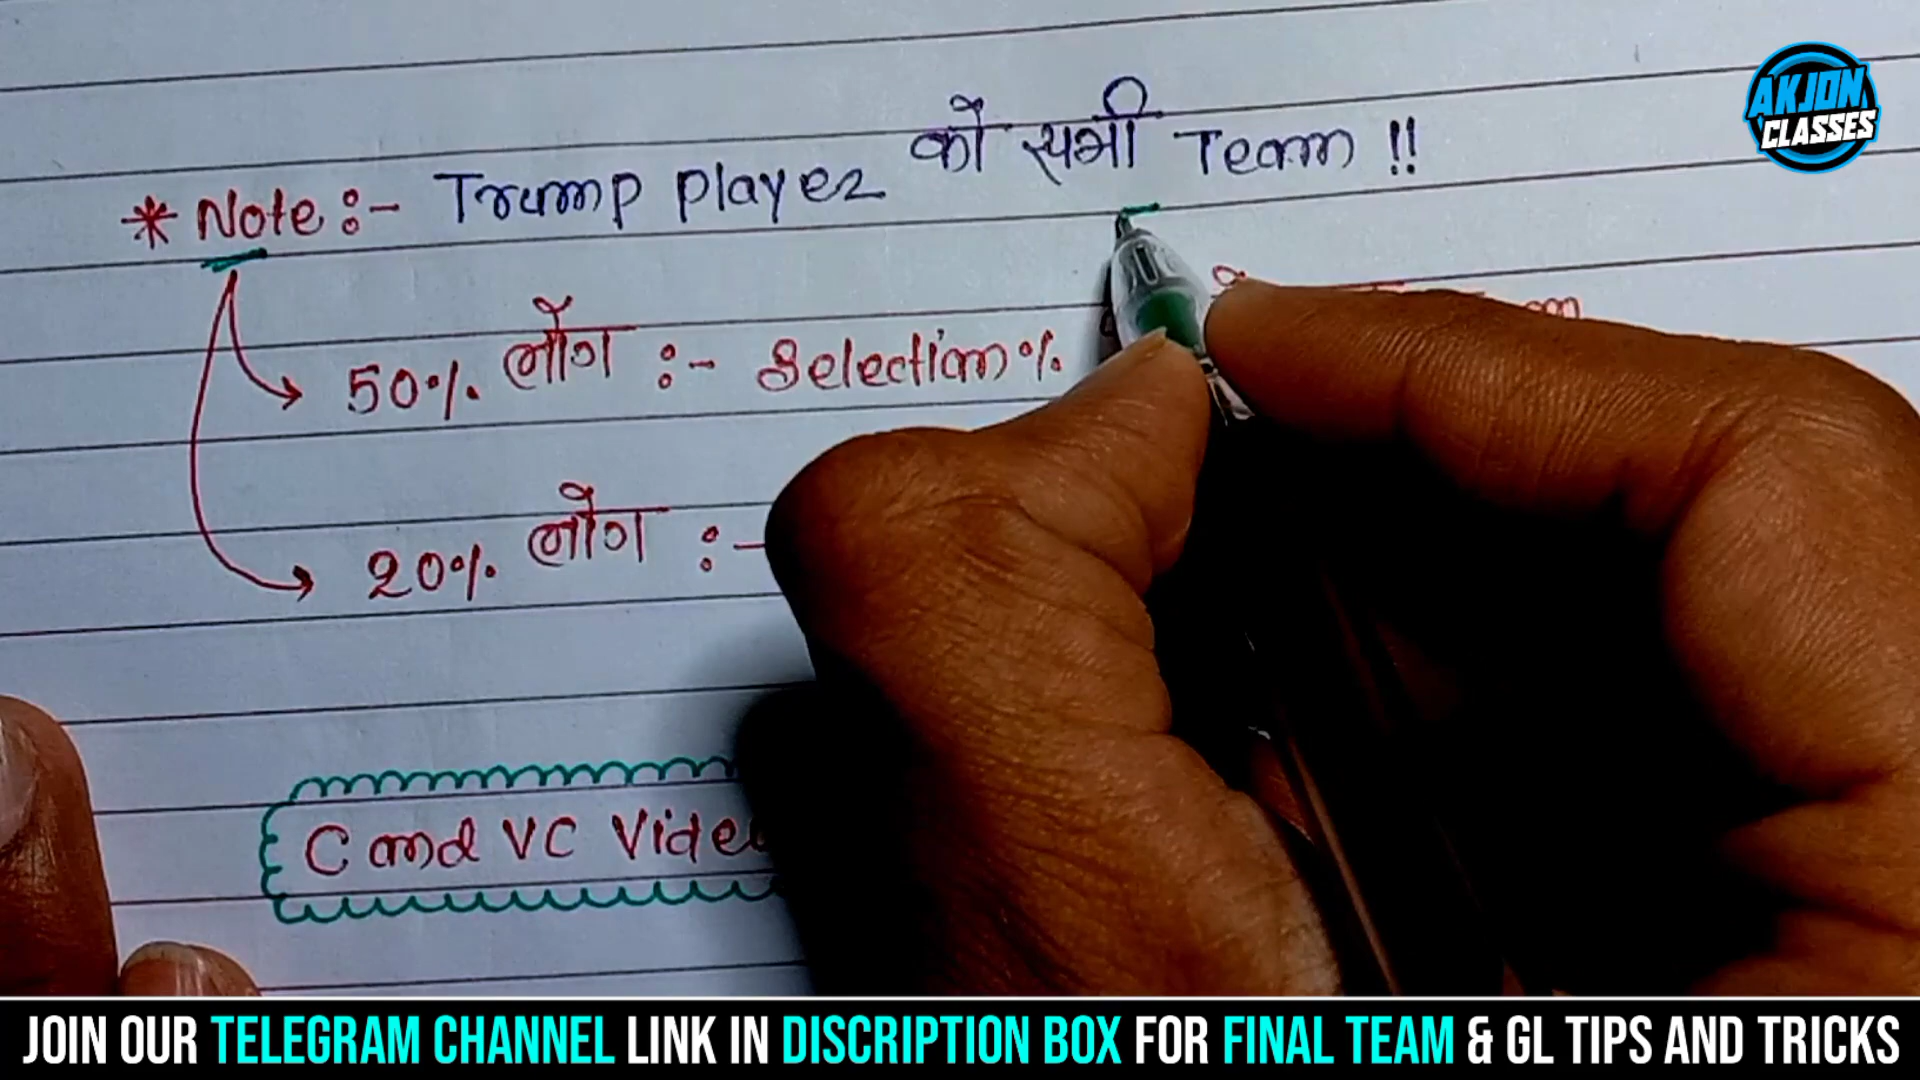 AKJON
CLASSES
* Note :- Trump player को सभी Team !!
50% लोग :- Selection%
20% लोग :-
C and VC Vide
JOIN OUR TELEGRAM CHANNEL LINK IN DISCRIPTION BOX FOR FINAL TEAM & GL TIPS AND TRICKS